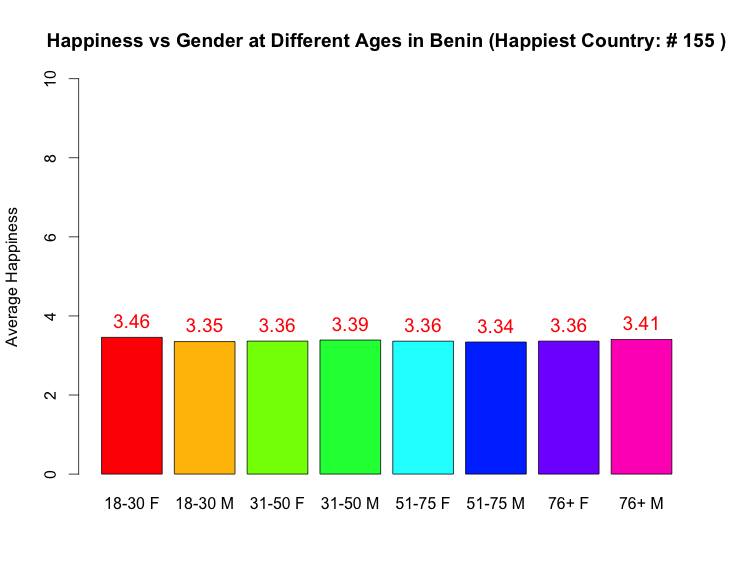 Happiness vs Gender at Different Ages in Benin (Happiest Country: # 155 )
Average Happiness
10
8
6
4
2
0
3.46 3.35 3.36 3.39 3.36 3.34 3.36 3.41
18-30 F 18-30 M 31-50 F 31-50 M 51-75 F 51-75 M 76+ F 76+ M